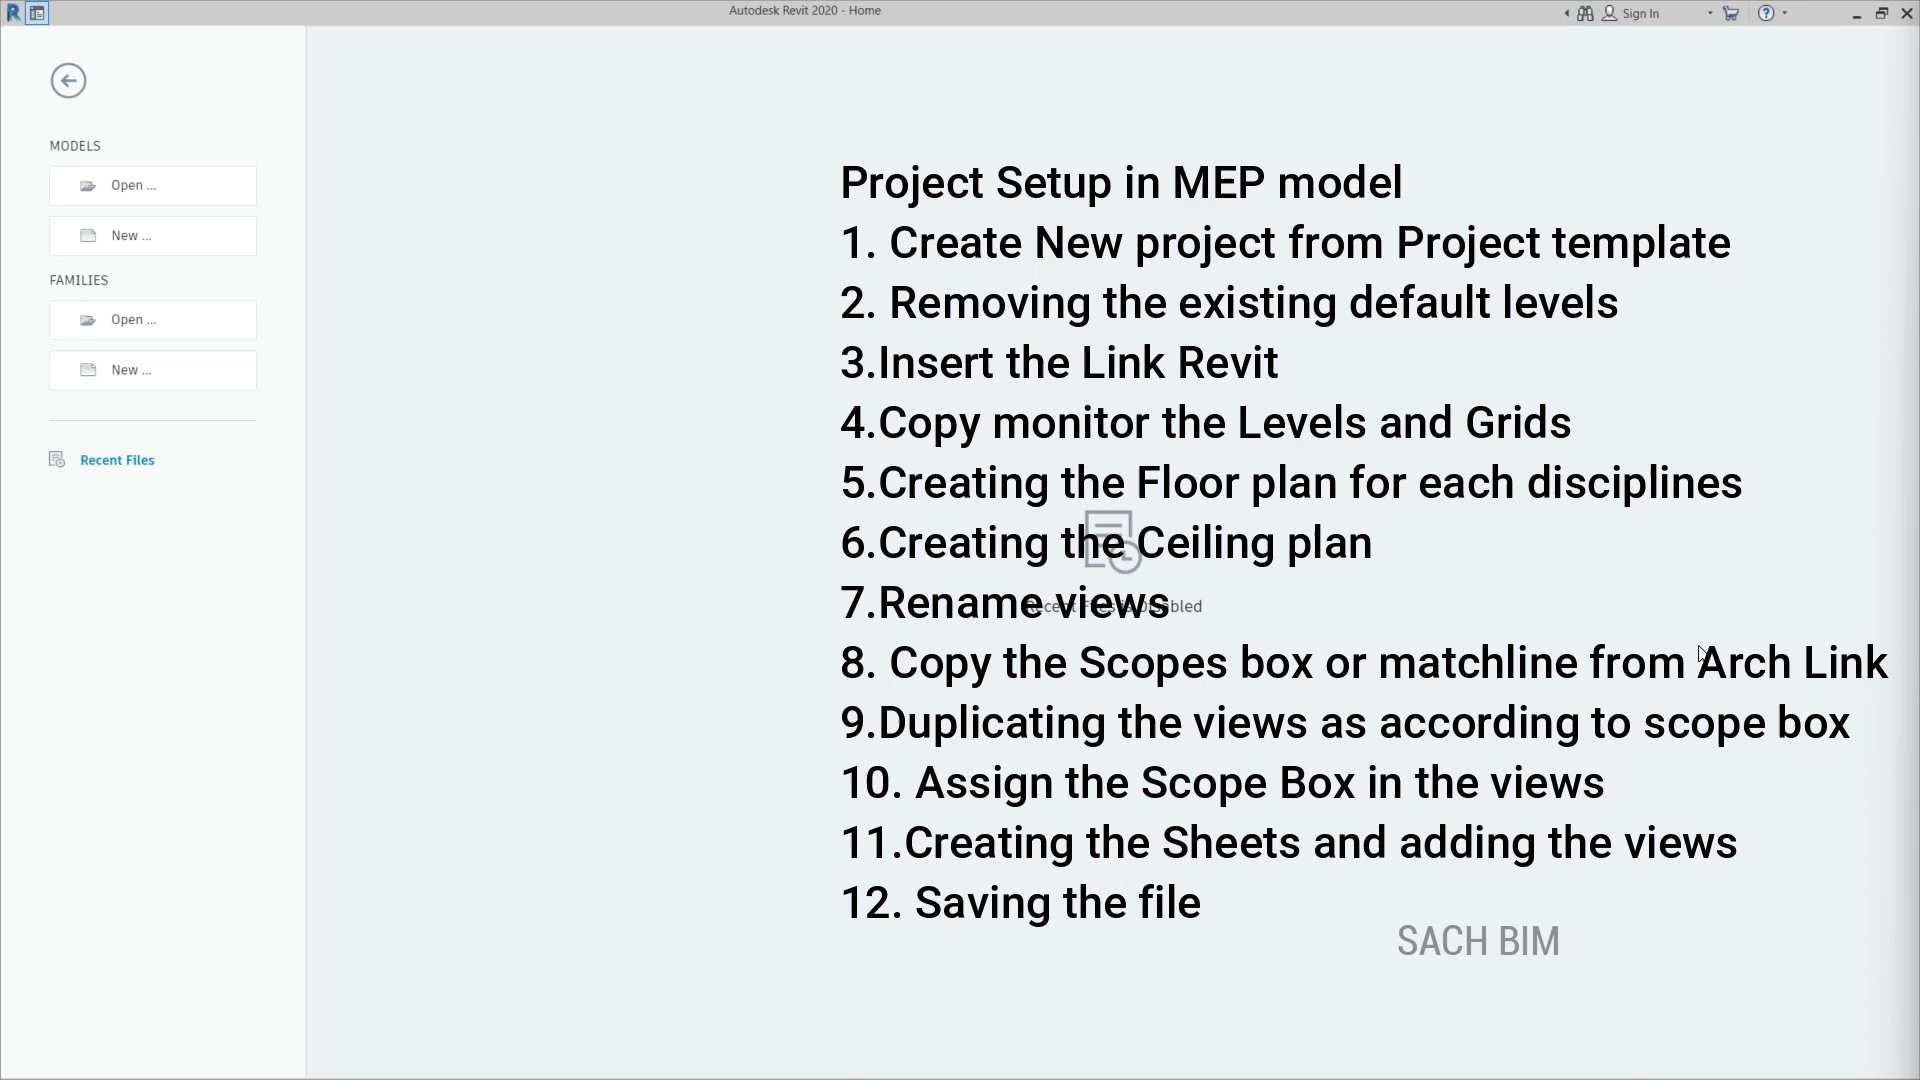 Autodesk Revit 2020 - Home
Sign In
MODELS
Open ...
New ...
FAMILIES
Open ...
New ...
Recent Files
Project Setup in MEP model
1. Create New project from Project template
2. Removing the existing default levels
3.Insert the Link Revit
4.Copy monitor the Levels and Grids
5.Creating the Floor plan for each disciplines
6.Creating the Ceiling plan
7.Rename views
Recent Files is Disabled
8. Copy the Scopes box or matchline from Arch Link
9.Duplicating the views as according to scope box
10. Assign the Scope Box in the views
11.Creating the Sheets and adding the views
12. Saving the file
SACH BIM